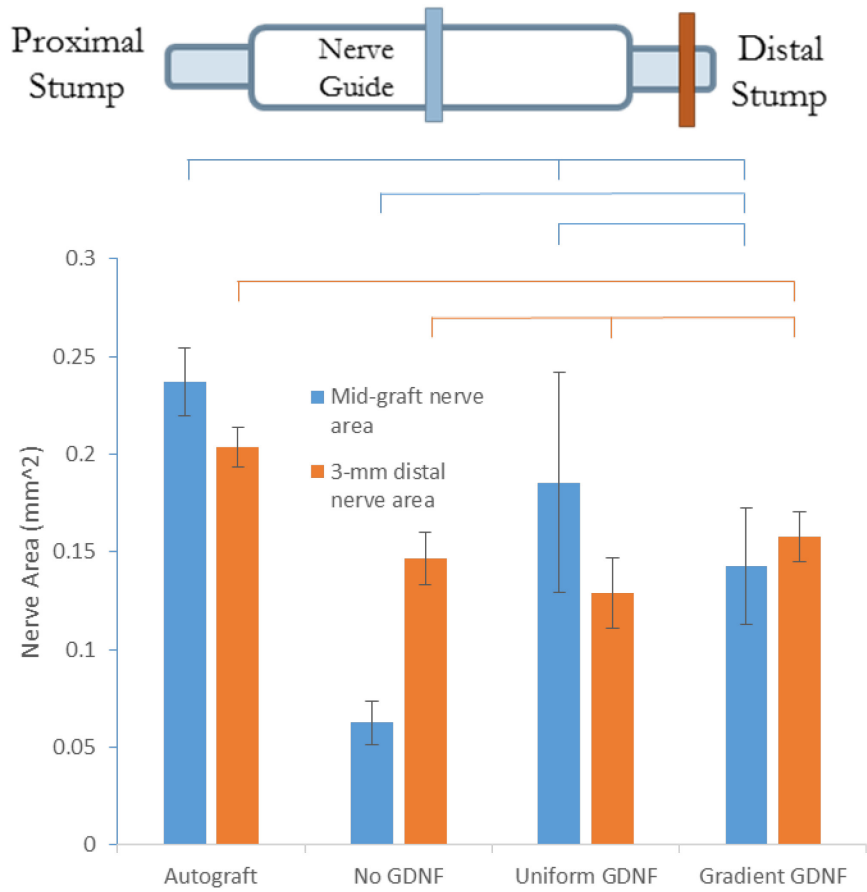 Proximal
Stump
Nerve
Guide
Distal
Stump
0.3
0.25
0.2
0.15
0.1
0.05
0
Nerve Area (mm^2)
Mid-graft nerve
area
3-mm distal
nerve area
Autograft
No GDNF
Uniform GDNF
Gradient GDNF